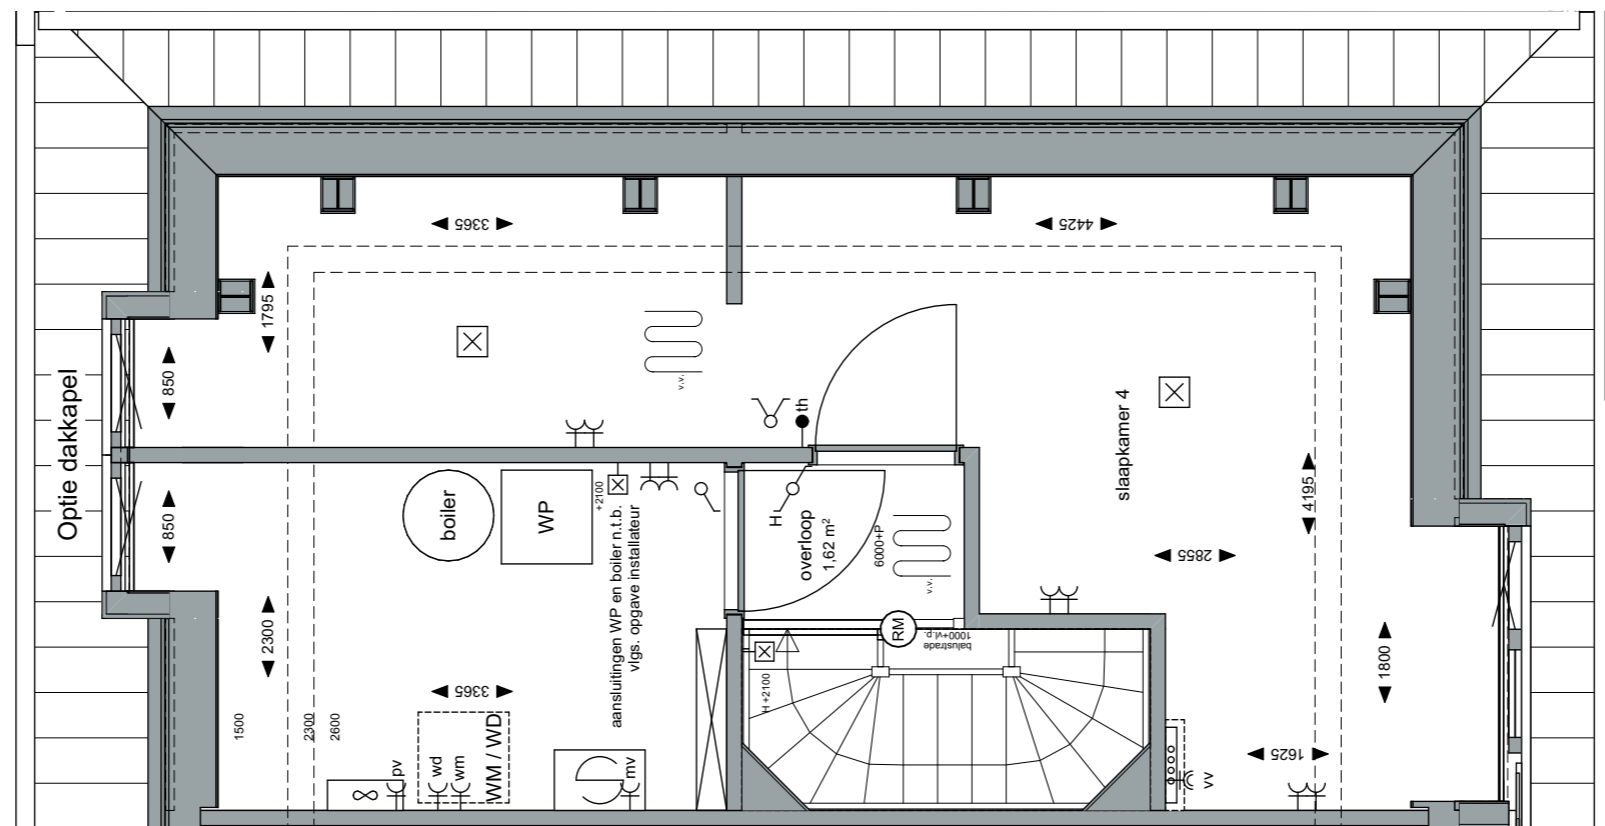 3365
4425
1795
850
Optie dakkapel
v.v.
th
slaapkamer 4
850
boiler
WP
+2100
aansluitingen WP en boiler n.t.b.
vlgs. opgave installateur
H
overloop
1,62 m²
6000+P
v.v.
4195
2855
2300
RM
balustrade
1000+vl.p.
1800
H +2100
3365
1500
2300
2600
pv
wd
wm
WM / WD
mv
vv
1625